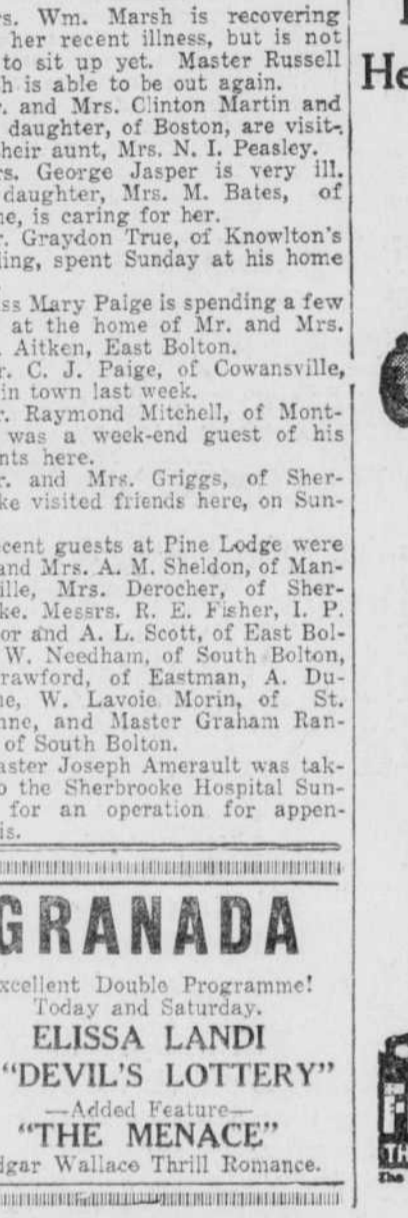 s. Wm. Marsh is recovering
her recent illness, but is not
to sit up yet. Master Russell
h is able to be out again.
r. and Mrs. Clinton Martin and
daughter, of Boston, are visit-
heir aunt, Mrs. N. I. Peasley.
rs. George Jasper is very ill.
daughter, Mrs. M. Bates, of
ne, is caring for her.
r. Graydon True, of Knowlton's
ding, spent Sunday at his home
ss Mary Paige is spending a few
at the home of Mr. and Mrs.
. Aitken, East Bolton.
r. C. J. Paige, of Cowansville,
in town last week.
r. Raymond Mitchell, of Mont-
was a week-end guest of his
nts here.
r. and Mrs. Griggs, of Sher-
ke visited friends here, on Sun-
ecent guests at Pine Lodge were
and Mrs. A. M. Sheldon, of Man-
ille, Mrs. Derocher, of Sher-
ke. Messrs. R. E. Fisher, I. P.
or and A. L. Scott, of East Bol-
W. Needham, of South Bolton,
rawford, of Eastman, A. Du-
ne, W. Lavoie Morin, of St.
nne, and Master Graham Ran-
of South Bolton.
aster Joseph Amerault was tak-
o the Sherbrooke Hospital Sun-
for an operation for appen-
is.
GRANADA
xcellent Double Programme!
Today and Saturday.
ELISSA LANDI
"DEVIL'S LOTTERY"
—Added Feature—
"THE MENACE"
dgar Wallace Thrill Romance.
He
TH
The